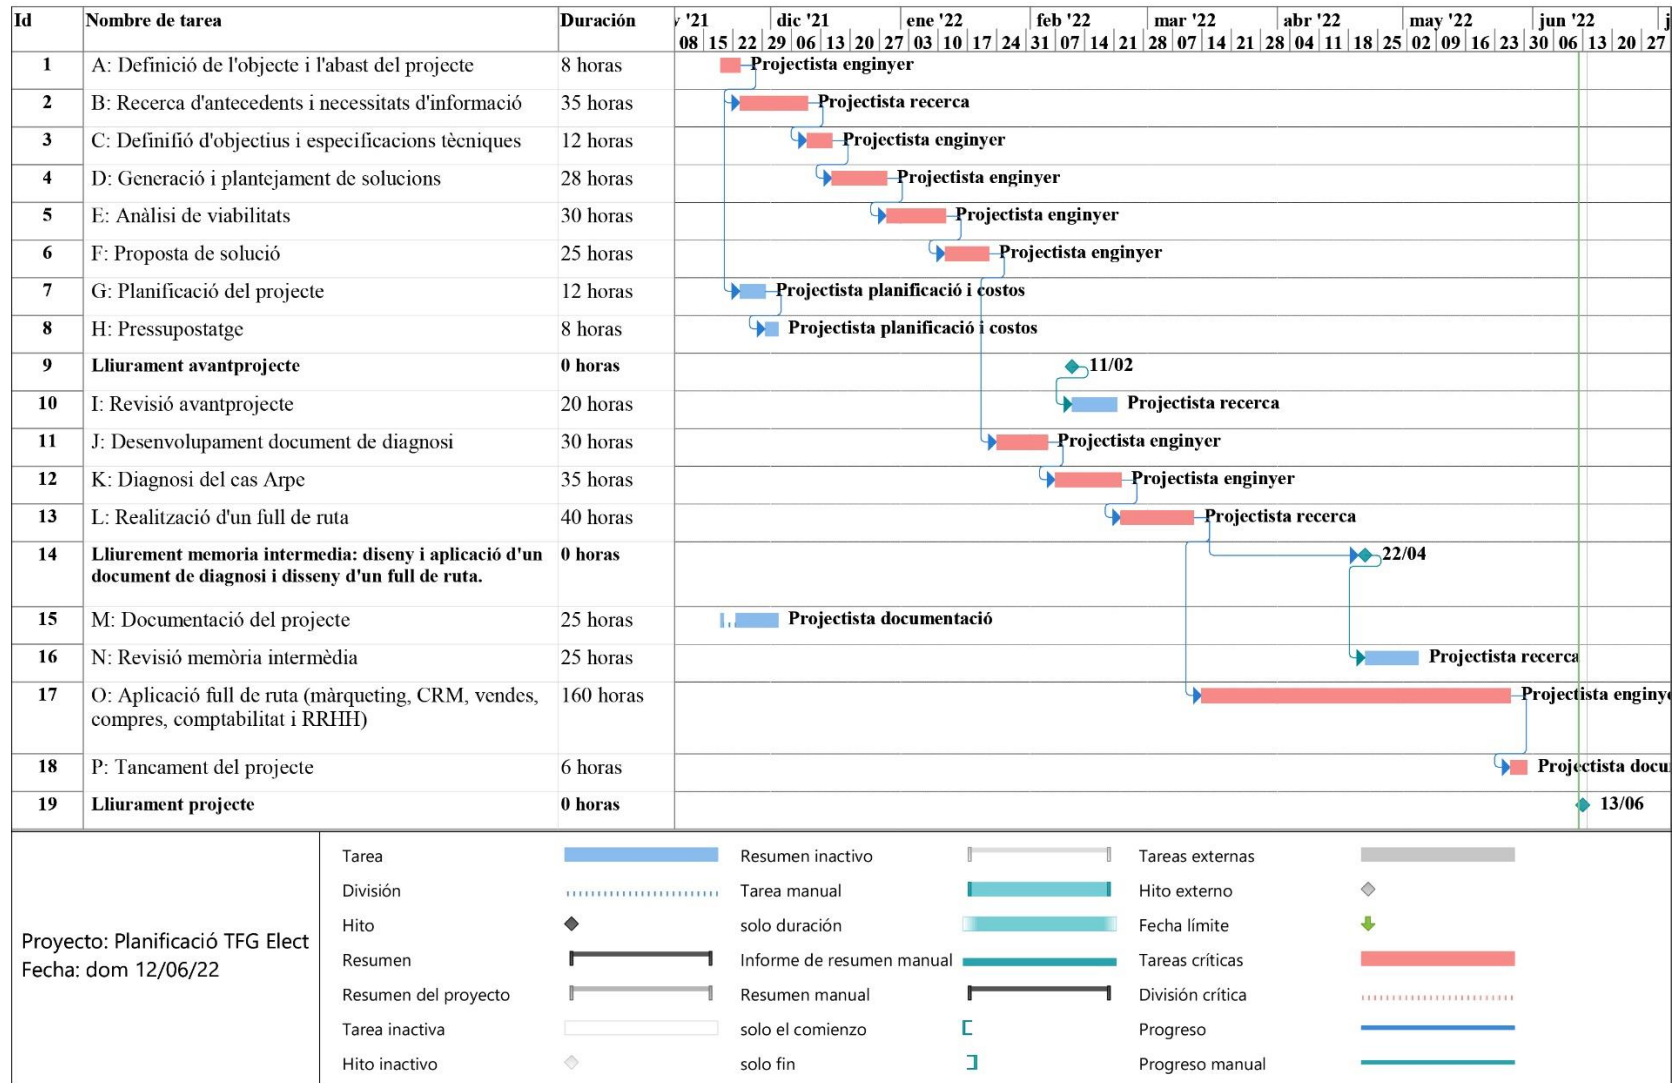 Id Nombre de tarea Duración v '21 dic '21 ene '22 feb '22 mar '22 abr '22 may '22 jun '22 j
08 15 22 29 06 13 20 27 03 10 17 24 31 07 14 21 28 07 14 21 28 04 11 18 25 02 09 16 23 30 06 13 20 27
1 A: Definició de l'objecte i l'abast del projecte 8 horas Projectista enginyer
2 B: Recerca d'antecedents i necessitats d'informació 35 horas Projectista recerca
3 C: Definifió d'objectius i especificacions tècniques 12 horas Projectista enginyer
4 D: Generació i plantejament de solucions 28 horas Projectista enginyer
5 E: Anàlisi de viabilitats 30 horas Projectista enginyer
6 F: Proposta de solució 25 horas Projectista enginyer
7 G: Planificació del projecte 12 horas Projectista planificació i costos
8 H: Pressupostatge 8 horas Projectista planificació i costos
9 Lliurament avantprojecte 0 horas 11/02
10 I: Revisió avantprojecte 20 horas Projectista recerca
11 J: Desenvolupament document de diagnosi 30 horas Projectista enginyer
12 K: Diagnosi del cas Arpe 35 horas Projectista enginyer
13 L: Realització d'un full de ruta 40 horas Projectista recerca
14 Lliurement memoria intermedia: diseny i aplicació d'un 0 horas 22/04
document de diagnosi i disseny d'un full de ruta.
15 M: Documentació del projecte 25 horas Projectista documentació
16 N: Revisió memòria intermèdia 25 horas Projectista recerca
17 O: Aplicació full de ruta (màrqueting, CRM, vendes, 160 horas Projectista enginye
compres, comptabilitat i RRHH)
18 P: Tancament del projecte 6 horas Projectista docu
19 Lliurament projecte 0 horas 13/06
Proyecto: Planificació TFG Elect
Fecha: dom 12/06/22
Tarea Resumen inactivo Tareas externas
División Tarea manual Hito externo
Hito solo duración Fecha límite
Resumen Informe de resumen manual Tareas críticas
Resumen del proyecto Resumen manual División crítica
Tarea inactiva solo el comienzo Progreso
Hito inactivo solo fin Progreso manual